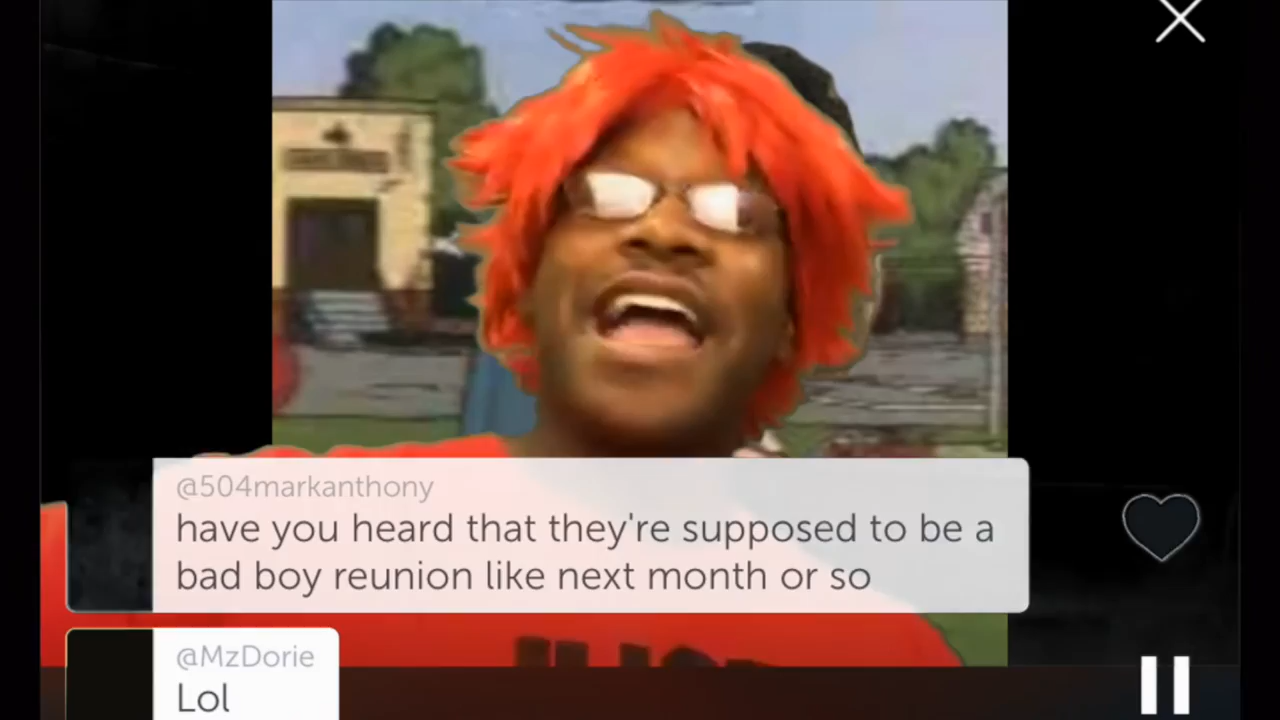 @504markanthony
have you heard that they're supposed to be a
bad boy reunion like next month or so
@MzDorie
Lol